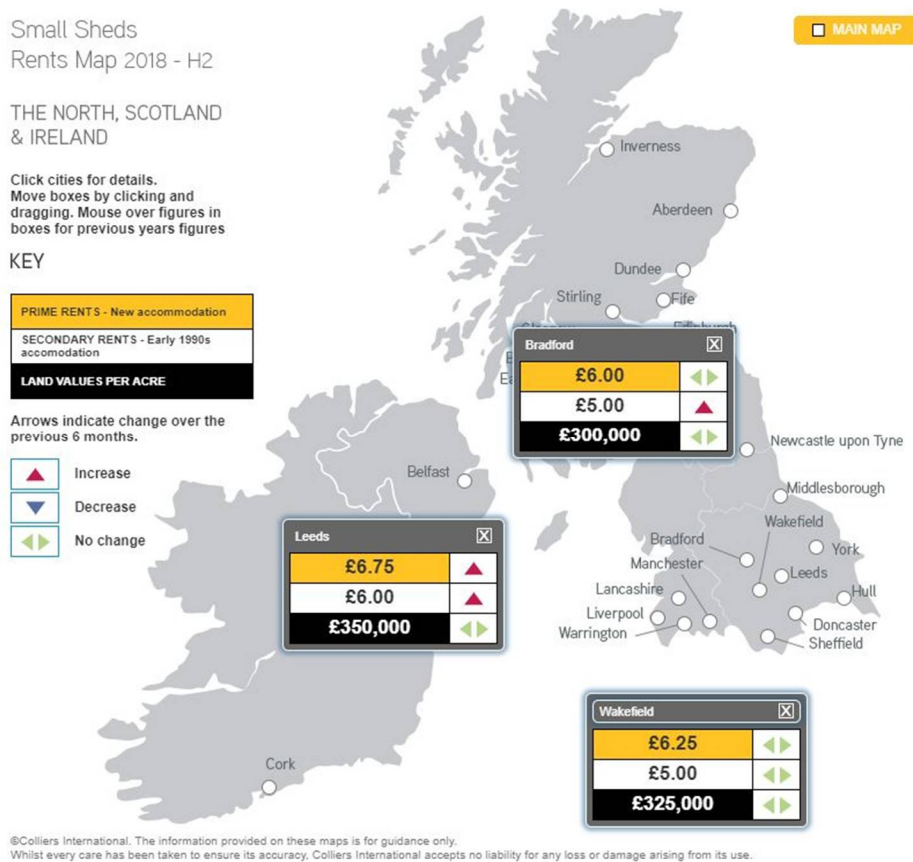 Small Sheds
Rents Map 2018 - H2
MAIN MAP
THE NORTH, SCOTLAND
& IRELAND
Click cities for details.
Move boxes by clicking and
dragging. Mouse over figures in
boxes for previous years figures
KEY
PRIME RENTS - New accommodation
SECONDARY RENTS - Early 1990s
accomodation
LAND VALUES PER ACRE
Arrows indicate change over the
previous 6 months.
Increase
Decrease
No change
Inverness
Aberdeen
Dundee
Stirling
Fife
Edinburgh
Bradford
£6.00
£5.00
£300,000
Newcastle upon Tyne
Belfast
Middlesborough
Wakefield
Bradford
York
Manchester
Leeds
Lancashire
Hull
Liverpool
Doncaster
Warrington
Sheffield
Leeds
£6.75
£6.00
£350,000
Wakefield
£6.25
£5.00
£325,000
Cork
©Colliers International. The information provided on these maps is for guidance only.
Whilst every care has been taken to ensure its accuracy, Colliers International accepts no liability for any loss or damage arising from its use.